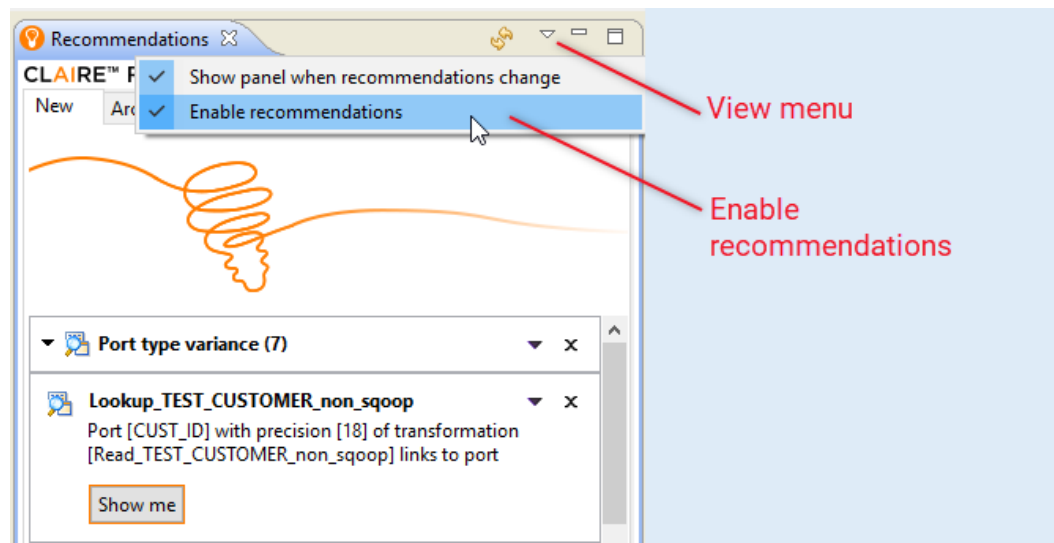 Recommendations
CLAIRE™
Show panel when recommendations change
New
Enable recommendations
View menu
Enable
recommendations
Port type variance (7)
Lookup_TEST_CUSTOMER_non_sqoop
Port [CUST_ID] with precision [18] of transformation
[Read_TEST_CUSTOMER_non_sqoop] links to port
Show me